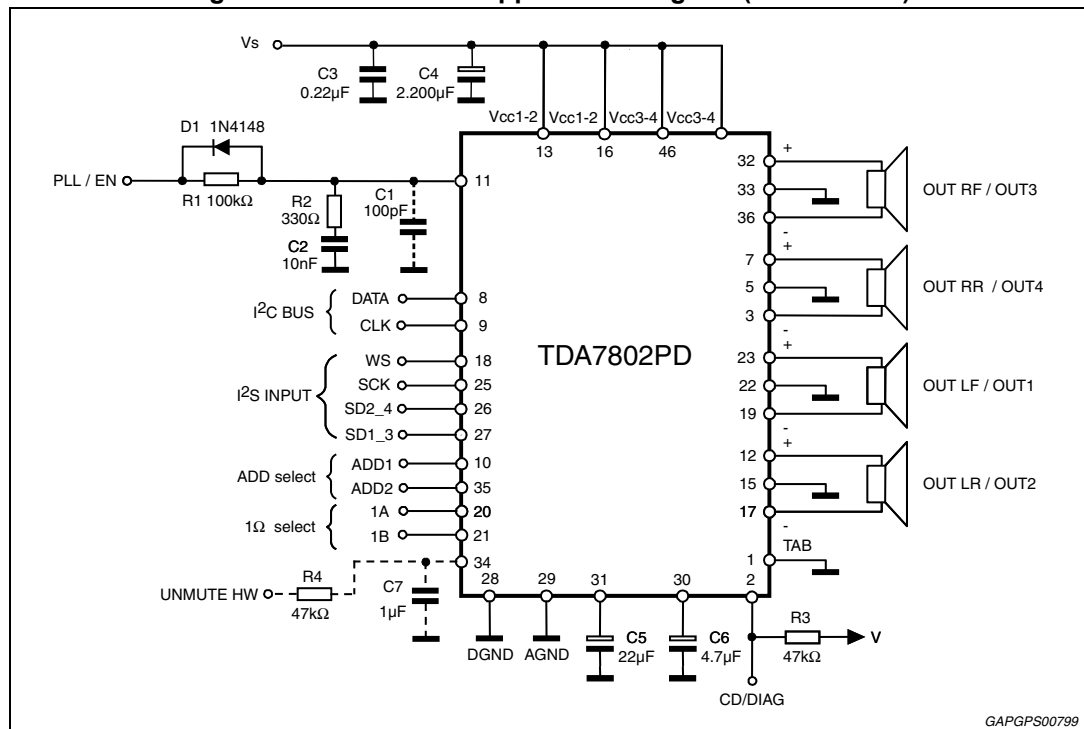 Vs
C3
0.22µF
C4
2.200µF
Vcc1-2
Vcc1-2
Vcc3-4
Vcc3-4
13
16
46
D1 1N4148
PLL / EN
R1 100kΩ
R2
330Ω
C2
10nF
C1
100pF
11
I²C BUS
DATA
8
CLK
9
I²S INPUT
WS
18
SCK
25
SD2_4
26
SD1_3
27
ADD select
ADD1
10
ADD2
35
1Ω select
1A
20
1B
21
34
UNMUTE HW
R4
47kΩ
C7
1µF
TDA7802PD
32
+
33
36
-
OUT RF / OUT3
7
+
5
3
-
OUT RR / OUT4
23
+
22
19
-
OUT LF / OUT1
12
+
15
17
-
OUT LR / OUT2
TAB
1
28
29
31
30
2
DGND
AGND
C5
22µF
C6
4.7µF
R3
47kΩ
V
CD/DIAG
GAPGPS00799